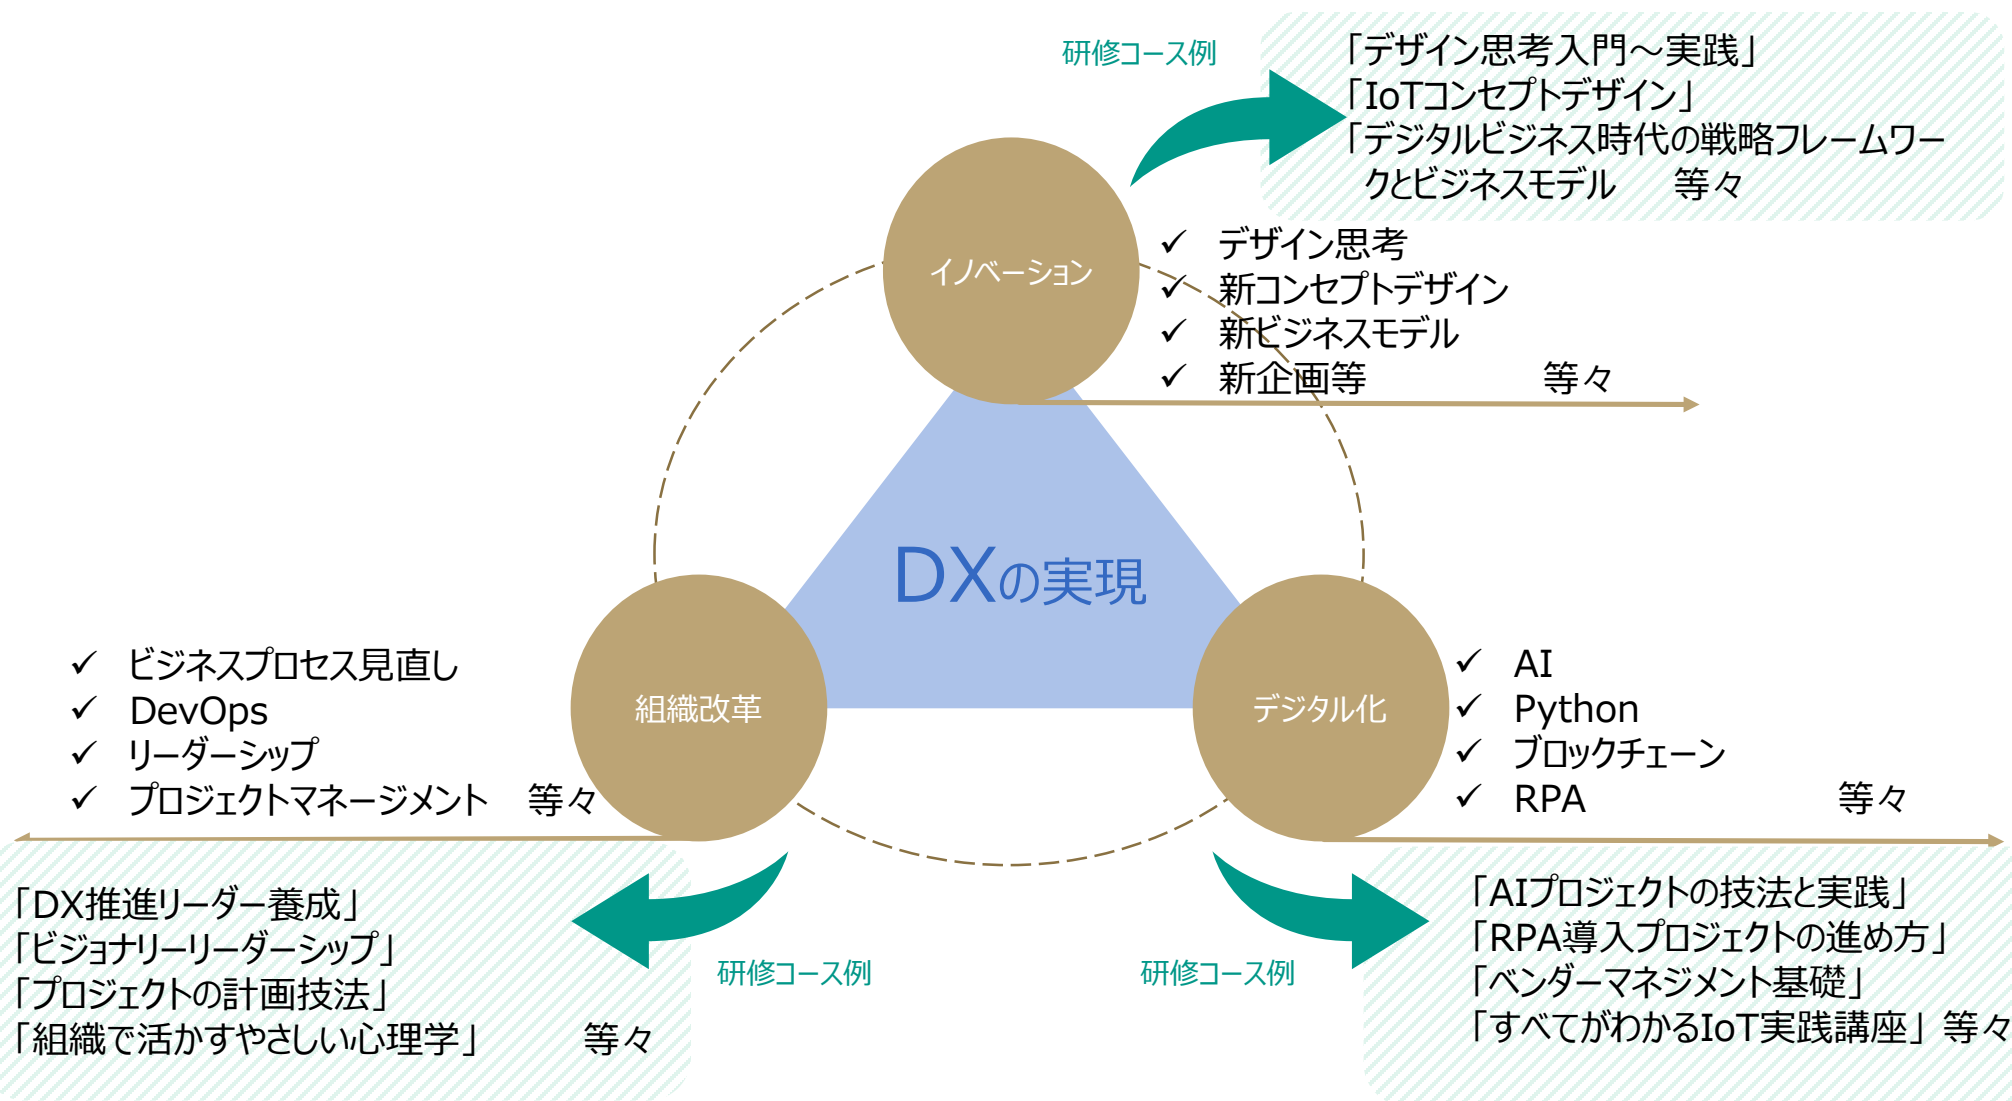 研修コース例
「デザイン思考入門～実践」
「IoTコンセプトデザイン」
「デジタルビジネス時代の戦略フレームワー
クとビジネスモデル 等々
イノベーション
✓ デザイン思考
✓ 新コンセプトデザイン
✓ 新ビジネスモデル
✓ 新企画等 等々
DXの実現
組織改革
✓ ビジネスプロセス見直し
✓ DevOps
✓ リーダーシップ
✓ プロジェクトマネージメント 等々
デジタル化
✓ AI
✓ Python
✓ ブロックチェーン
✓ RPA 等々
「DX推進リーダー養成」
「ビジョナリーリーダーシップ」
「プロジェクトの計画技法」
「組織で活かすやさしい心理学」 等々
研修コース例
研修コース例
「AIプロジェクトの技法と実践」
「RPA導入プロジェクトの進め方」
「ベンダーマネジメント基礎」
「すべてがわかるIoT実践講座」 等々